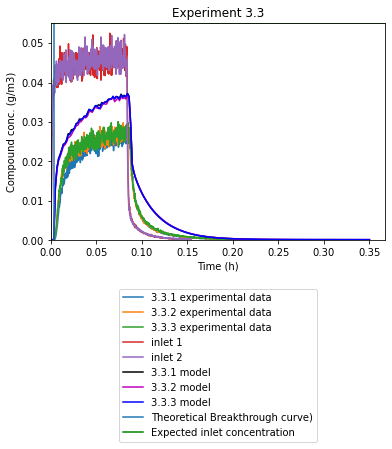 Experiment 3.3
Compound conc. (g/m3)
0.05
0.04
0.03
0.02
0.01
0.00
0.00 0.05 0.10 0.15 0.20 0.25 0.30 0.35
Time (h)
3.3.1 experimental data
3.3.2 experimental data
3.3.3 experimental data
inlet 1
inlet 2
3.3.1 model
3.3.2 model
3.3.3 model
Theoretical Breakthrough curve)
Expected inlet concentration